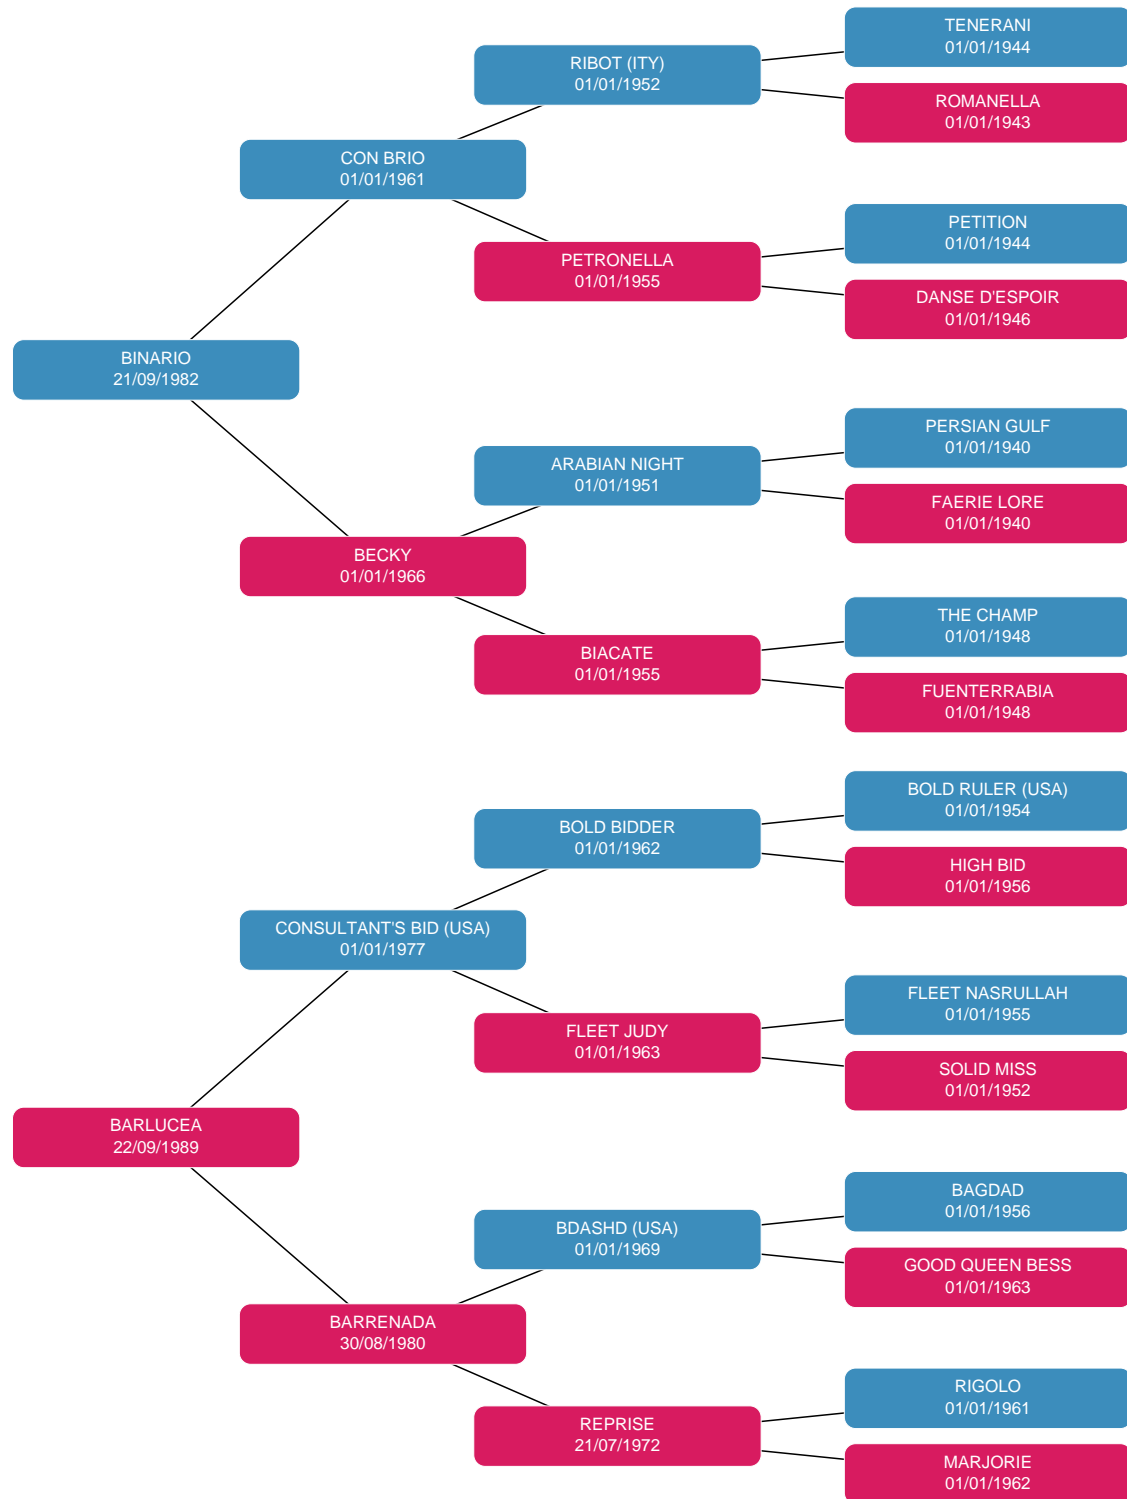 TENERANI
01/01/1944
RIBOT (ITY)
01/01/1952
ROMANELLA
01/01/1943
CON BRIO
01/01/1961
PETITION
01/01/1944
PETRONELLA
01/01/1955
DANSE D'ESPOIR
01/01/1946
BINARIO
21/09/1982
PERSIAN GULF
01/01/1940
ARABIAN NIGHT
01/01/1951
FAERIE LORE
01/01/1940
BECKY
01/01/1966
THE CHAMP
01/01/1948
BIACATE
01/01/1955
FUENTERRABIA
01/01/1948
BOLD RULER (USA)
01/01/1954
BOLD BIDDER
01/01/1962
HIGH BID
01/01/1956
CONSULTANT'S BID (USA)
01/01/1977
FLEET NASRULLAH
01/01/1955
FLEET JUDY
01/01/1963
SOLID MISS
01/01/1952
BARLUCEA
22/09/1989
BAGDAD
01/01/1956
BDASHD (USA)
01/01/1969
GOOD QUEEN BESS
01/01/1963
BARRENADA
30/08/1980
RIGOLO
01/01/1961
REPRISE
21/07/1972
MARJORIE
01/01/1962